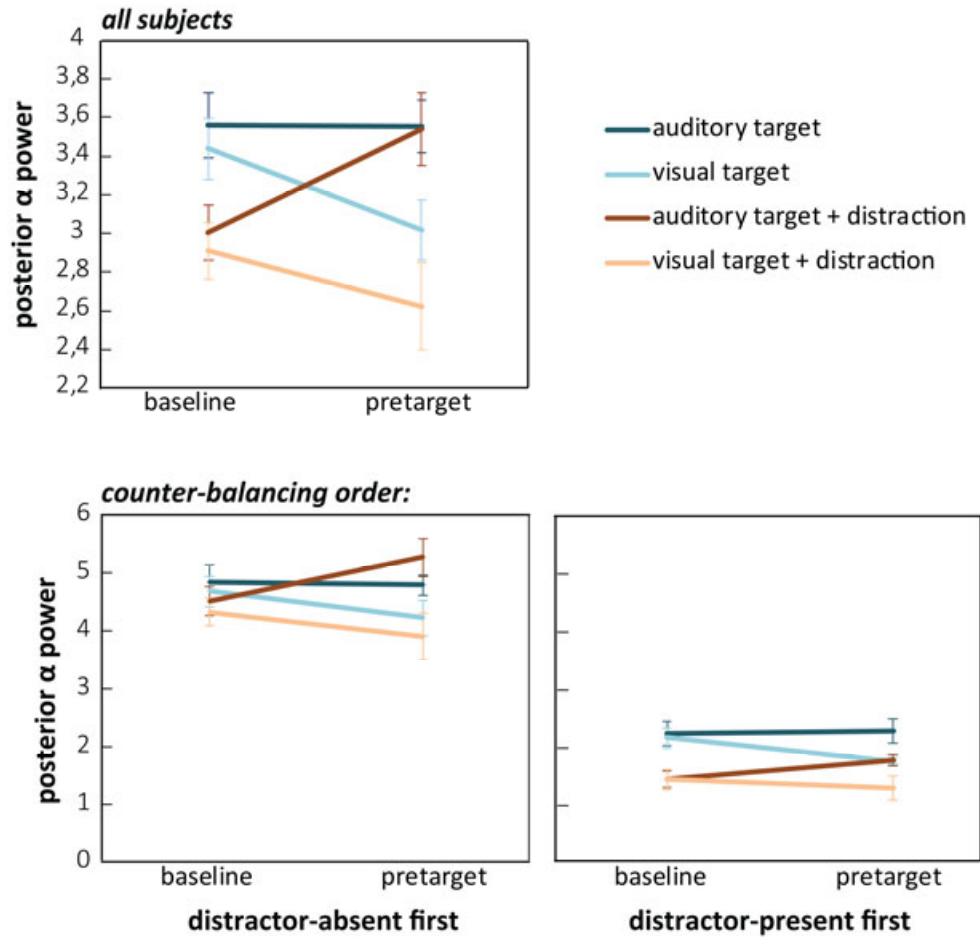 all subjects
4
3,8
3,6
3,4
3,2
3
2,8
2,6
2,4
2,2
posterior α power
baseline pretarget
auditory target
visual target
auditory target + distraction
visual target + distraction
counter-balancing order:
6
5
4
3
2
1
0
posterior α power
baseline pretarget
distractor-absent first
baseline pretarget
distractor-present first